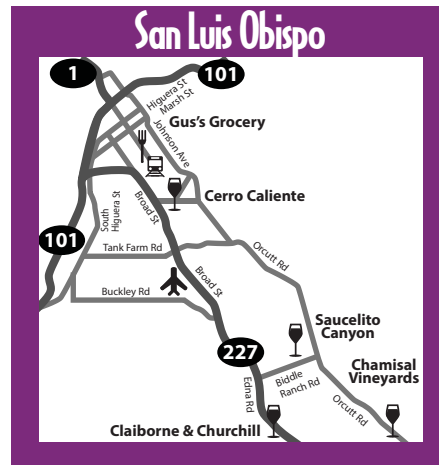 San Luis Obispo
1
101
Higuera St
Marsh St
Gus's Grocery
Johnson Ave
Cerro Caliente
Broad St
South
Higuera St
101
Tank Farm Rd
Orcutt Rd
Broad St
Buckley Rd
Saucelito
Canyon
227
Chamisal
Vineyards
Biddle
Ranch Rd
Edna Rd
Orcutt Rd
Claiborne & Churchill